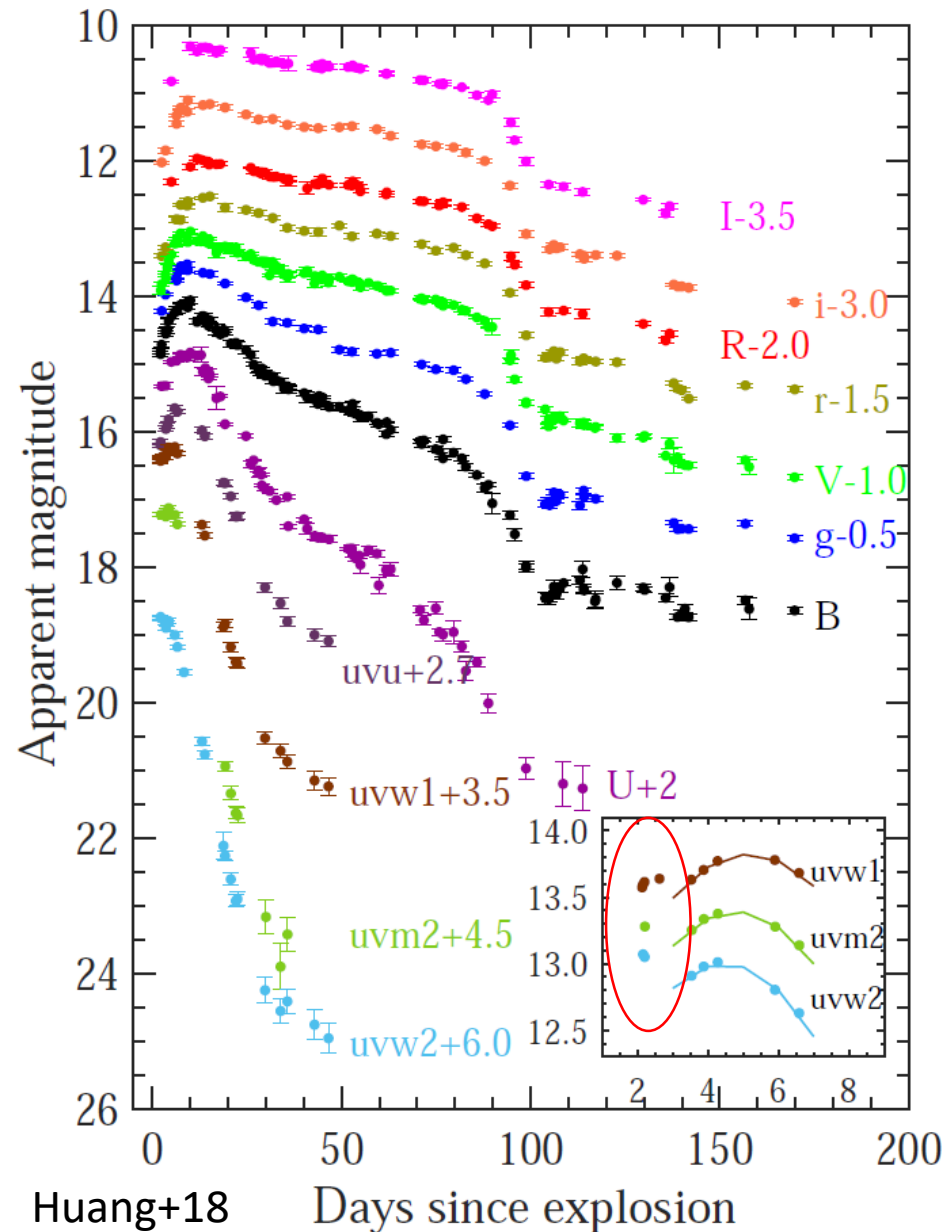 Apparent magnitude
10
12
14
16
18
20
22
24
26
I-3.5
i-3.0
R-2.0
r-1.5
V-1.0
g-0.5
B
uvu+2.7
uvw1+3.5
U+2
uvm2+4.5
uvw2+6.0
14.0
13.5
13.0
12.5
uvw1
uvm2
uvw2
2 4 6 8
0 50 100 150 200
Huang+18 Days since explosion